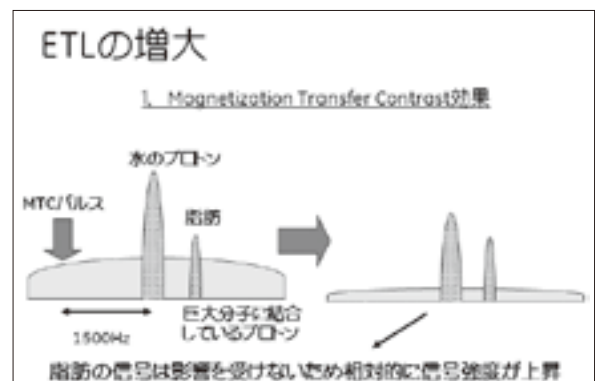 ETLの増大
1. Magnetization Transfer Contrast効果
水のプロトン
MTCパルス
脂肪
1500Hz
巨大分子に結合
しているプロトン
脂肪の信号は影響を受けないため相対的に信号強度が上昇